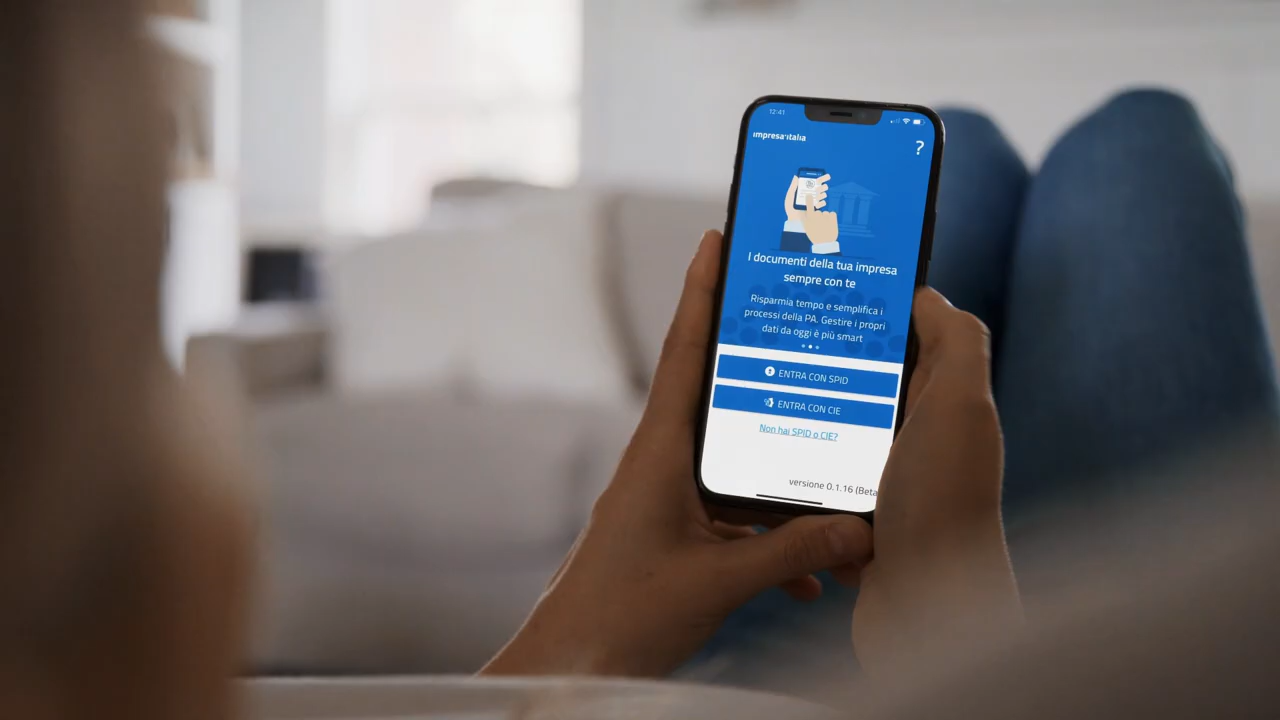 12:41
impresa italia
?
I documenti della tua impresa
sempre con te
Risparmia tempo e semplifica i
processi della PA. Gestire i propri
dati da oggi è più smart
ENTRA CON SPID
ENTRA CON CIE
Non hai SPID o CIE?
versione 0.1.16 (Beta